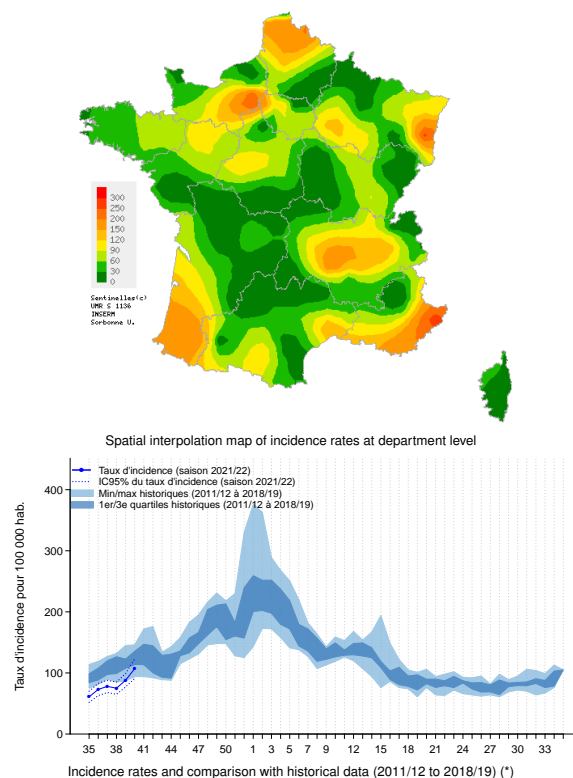 300
250
200
150
120
90
60
30
0
Sentinelles(c)
UMR S 1136
INSERM
Sorbonne U.
Spatial interpolation map of incidence rates at department level
Taux d'incidence (saison 2021/22)
IC95% du taux d'incidence (saison 2021/22)
Min/max historiques (2011/12 à 2018/19)
1er/3e quartiles historiques (2011/12 à 2018/19)
Taux d'incidence pour 100 000 hab.
400
300
200
100
0
35 38 41 44 47 50 1 3 5 7 9 11 13 15 17 19 21 24 27 30 33
Incidence rates and comparison with historical data (2011/12 to 2018/19) (*)